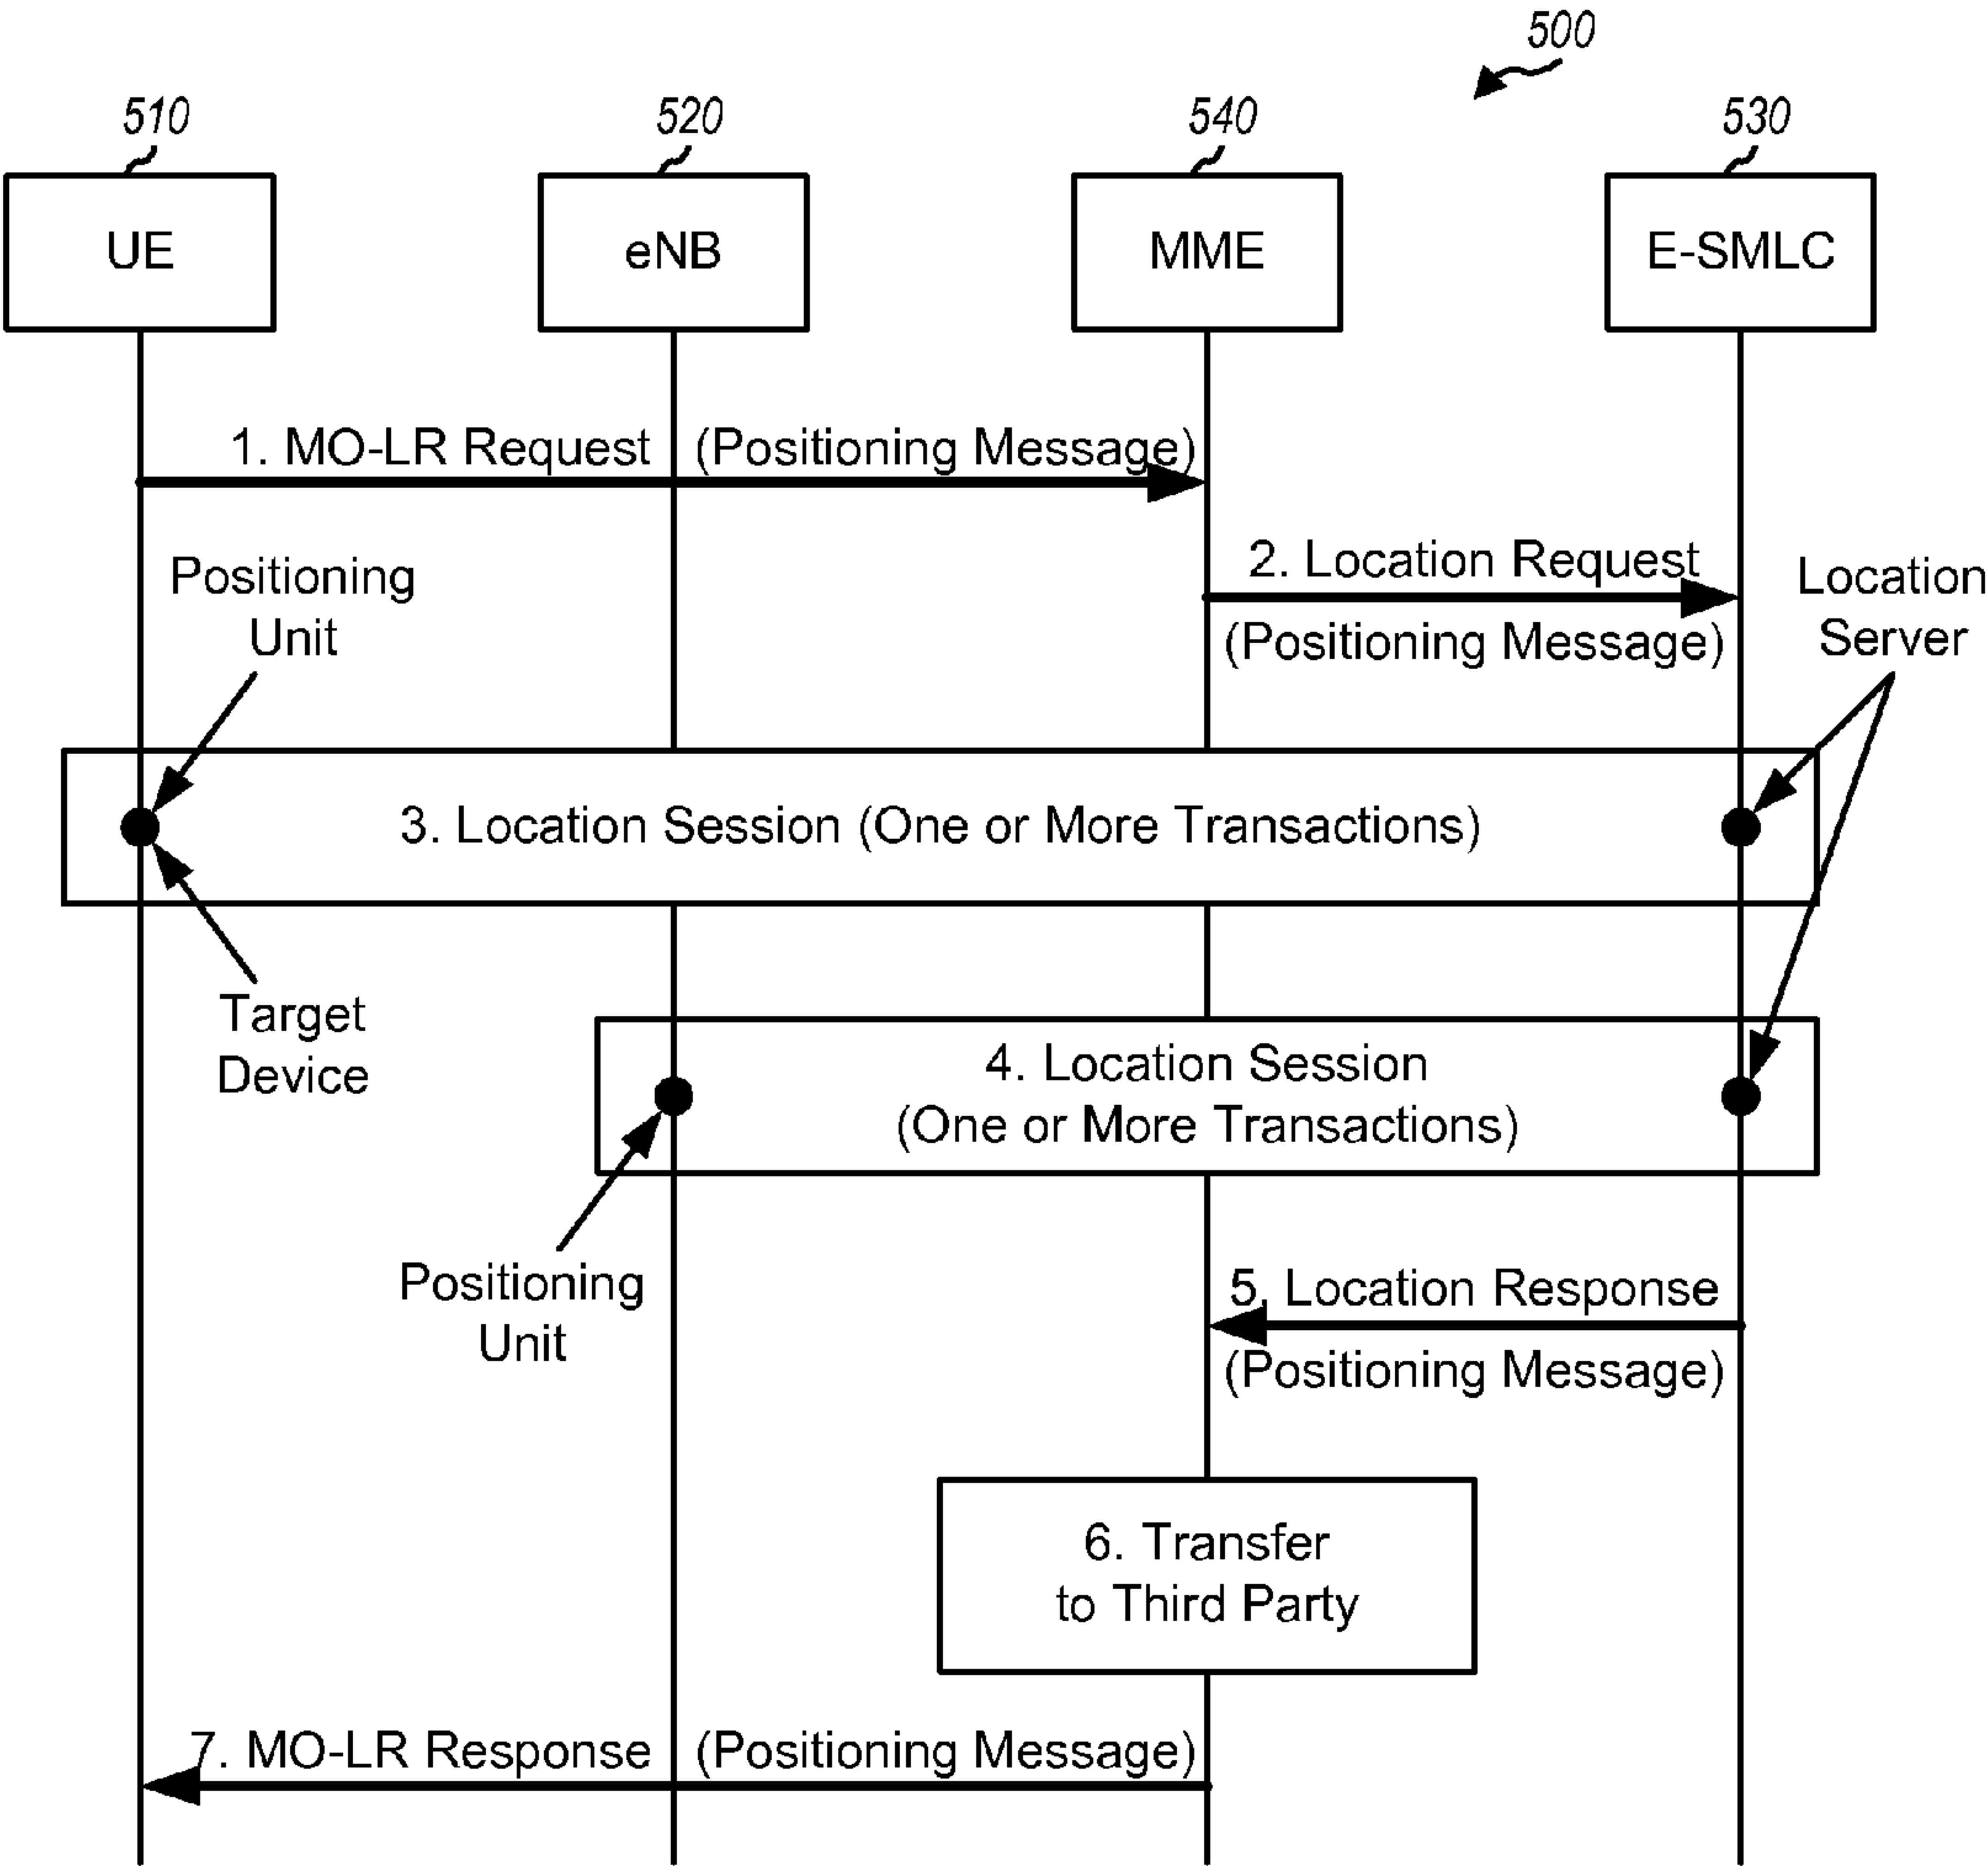 500
510
520
540
530
UE
eNB
MME
E-SMLC
1. MO-LR Request (Positioning Message)
2. Location Request
(Positioning Message)
Positioning
Unit
Location
Server
3. Location Session (One or More Transactions)
Target
Device
4. Location Session
(One or More Transactions)
Positioning
Unit
5. Location Response
(Positioning Message)
6. Transfer
to Third Party
7. MO-LR Response (Positioning Message)